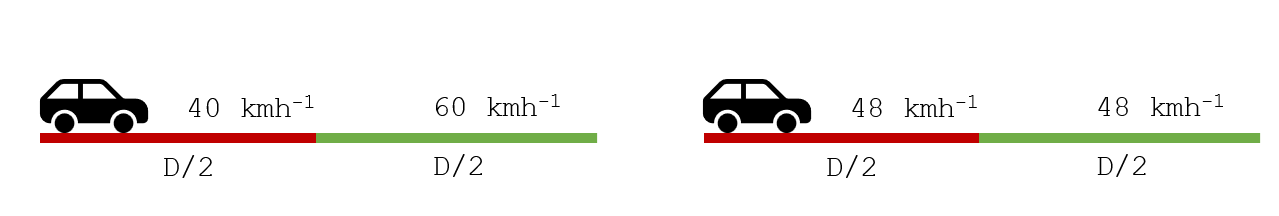 40 kmh⁻¹ 60 kmh⁻¹
D/2 D/2
48 kmh⁻¹ 48 kmh⁻¹
D/2 D/2